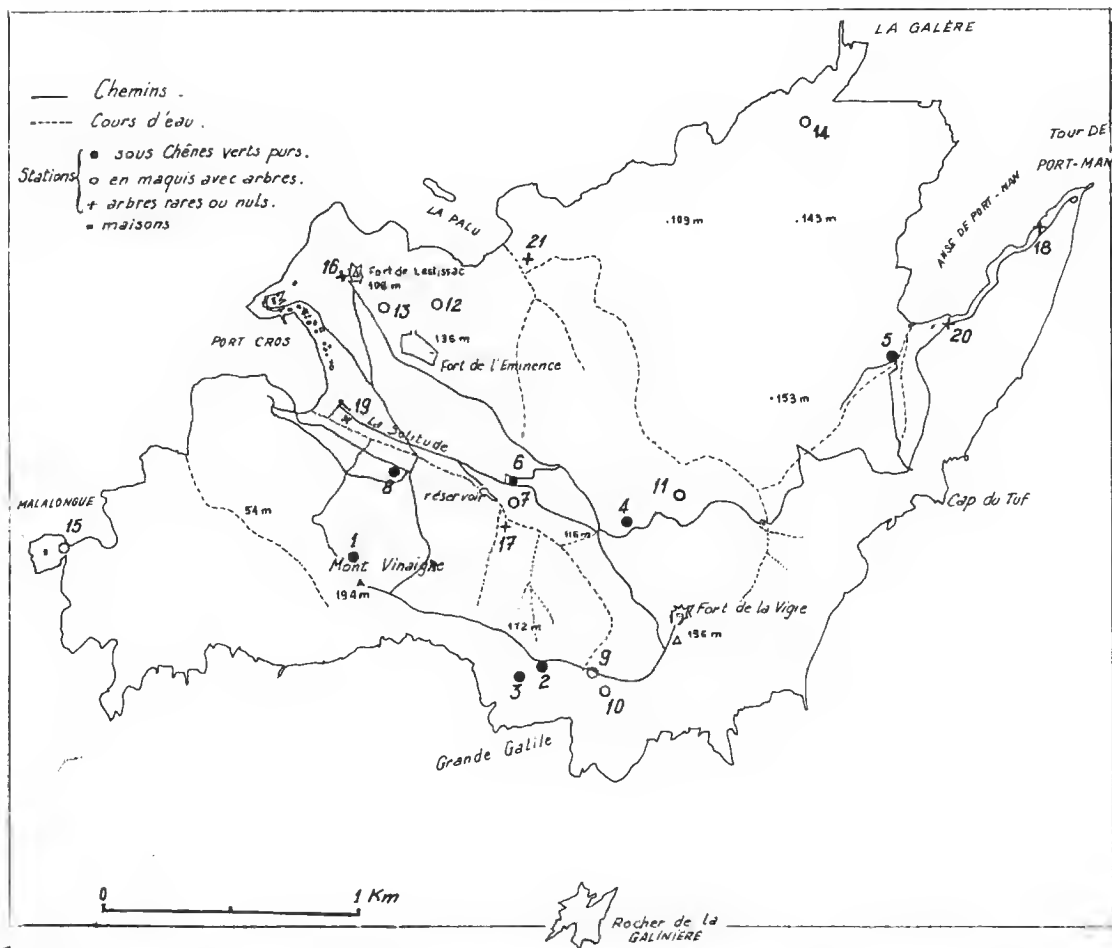 LA GALÈRE
Chemins .
Cours d'eau .
Stations
sous Chênes verts purs .
en maquis avec arbres.
arbres rares ou nuls .
maisons
14
Tour DE
PORT-MAN
LA PALU
.109 m
.143 m
ANSE DE PORT-MAN
18
21
16
Fort de Lestissac
108 m
13
12
PORT CROS
136 m
Fort de l'Eminence
20
5
.153 m
19
La Solitude
8
réservoir
6
7
4
11
Cap du Tuf
MALALONGUE
15
54 m
17
116 m
1
Mont Vinaigre
194 m
Fort de la Vigie
196 m
172 m
9
2
3
10
Grande Galile
0
1 Km
Rocher de la
GALINIÈRE